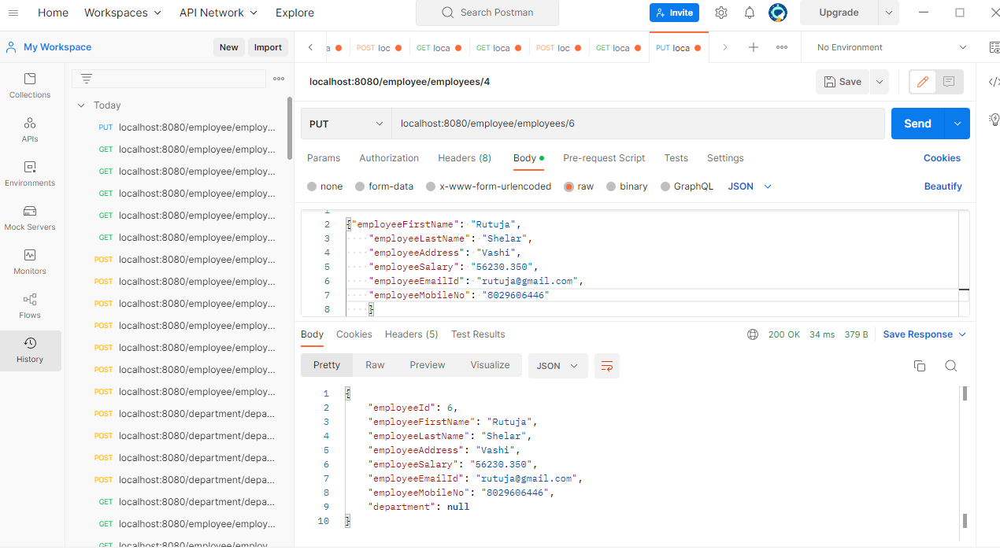 Home Workspaces API Network Explore Search Postman Invite Upgrade
My Workspace New Import a POST loc GET loca GET loca POST loc GET loca PUT loca No Environment
Collections
APIs
Environments
Mock Servers
Monitors
Flows
History
Today
PUT localhost:8080/employee/employ...
GET localhost:8080/employee/employ...
GET localhost:8080/employee/employ...
GET localhost:8080/employee/employ...
GET localhost:8080/employee/employ...
GET localhost:8080/employee/employ...
POST localhost:8080/employee/employ...
POST localhost:8080/employee/employ...
POST localhost:8080/employee/employ...
POST localhost:8080/employee/employ...
POST localhost:8080/employee/employ...
POST localhost:8080/employee/employ...
POST localhost:8080/employee/employ...
POST localhost:8080/department/depa...
POST localhost:8080/department/depa...
POST localhost:8080/department/depa...
POST localhost:8080/department/depa...
GET localhost:8080/department/depa...
GET localhost:8080/employee/employ...
GET localhost:8080/employee/employ...
localhost:8080/employee/employees/4 Save
PUT localhost:8080/employee/employees/6 Send
Params Authorization Headers (8) Body Pre-request Script Tests Settings Cookies
none form-data x-www-form-urlencoded raw binary GraphQL JSON Beautify
1
2 {"employeeFirstName": "Rutuja",
3 "employeeLastName": "Shelar",
4 "employeeAddress": "Vashi",
5 "employeeSalary": "56230.350",
6 "employeeEmailId": "rutuja@gmail.com",
7 "employeeMobileNo": "8029606446"
8 }
Body Cookies Headers (5) Test Results 200 OK 34 ms 379 B Save Response
Pretty Raw Preview Visualize JSON
1 {
2 "employeeId": 6,
3 "employeeFirstName": "Rutuja",
4 "employeeLastName": "Shelar",
5 "employeeAddress": "Vashi",
6 "employeeSalary": "56230.350",
7 "employeeEmailId": "rutuja@gmail.com",
8 "employeeMobileNo": "8029606446",
9 "department": null
10 }